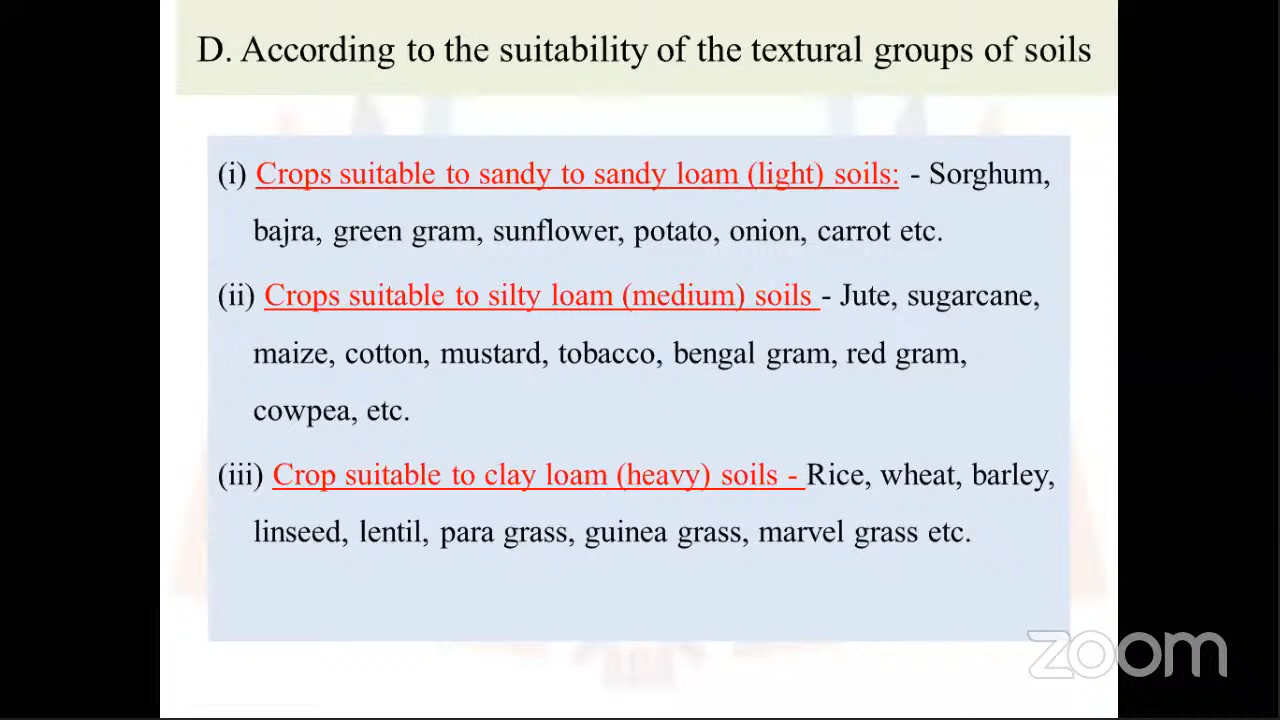 D. According to the suitability of the textural groups of soils
(i) Crops suitable to sandy to sandy loam (light) soils: - Sorghum,
bajra, green gram, sunflower, potato, onion, carrot etc.
(ii) Crops suitable to silty loam (medium) soils - Jute, sugarcane,
maize, cotton, mustard, tobacco, bengal gram, red gram,
cowpea, etc.
(iii) Crop suitable to clay loam (heavy) soils - Rice, wheat, barley,
linseed, lentil, para grass, guinea grass, marvel grass etc.
zoom